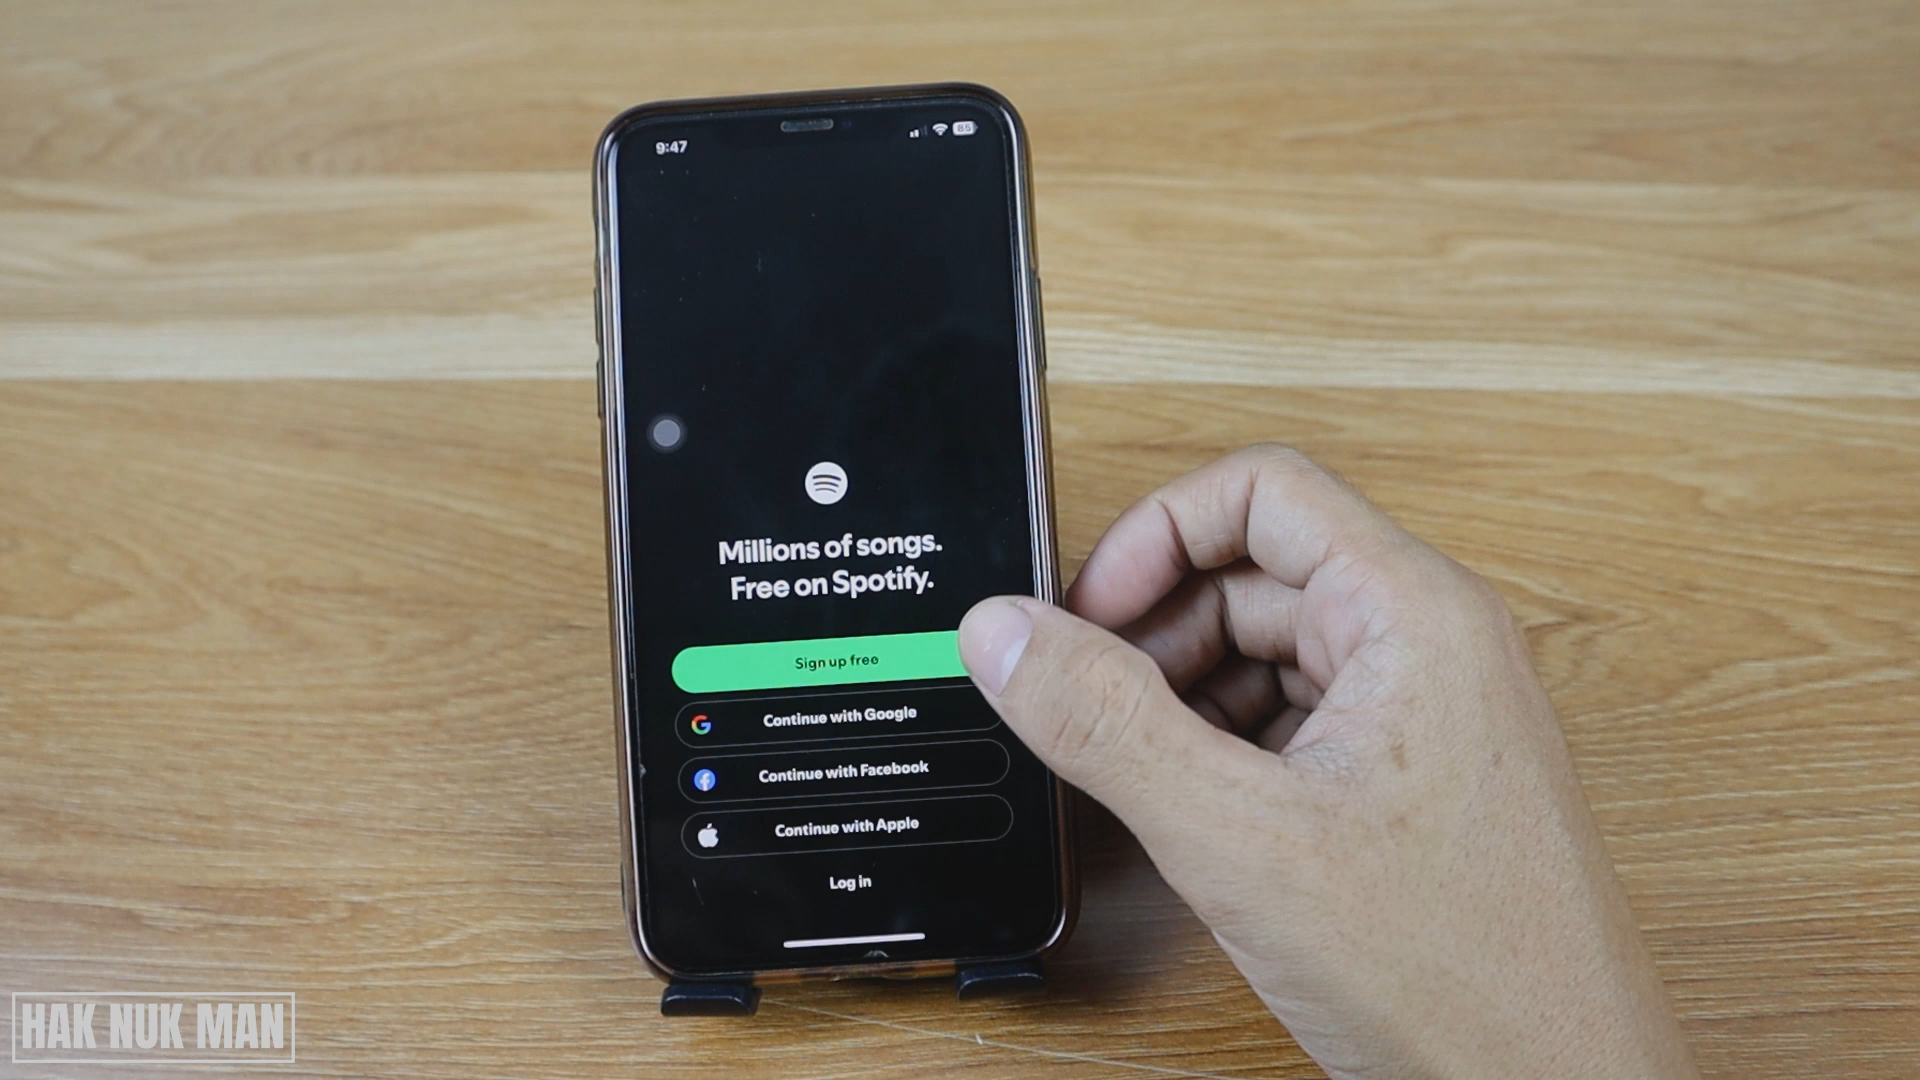 9:47
85
Millions of songs.
Free on Spotify.
Sign up free
Continue with Google
Continue with Facebook
Continue with Apple
Log in
HAK NUK MAN